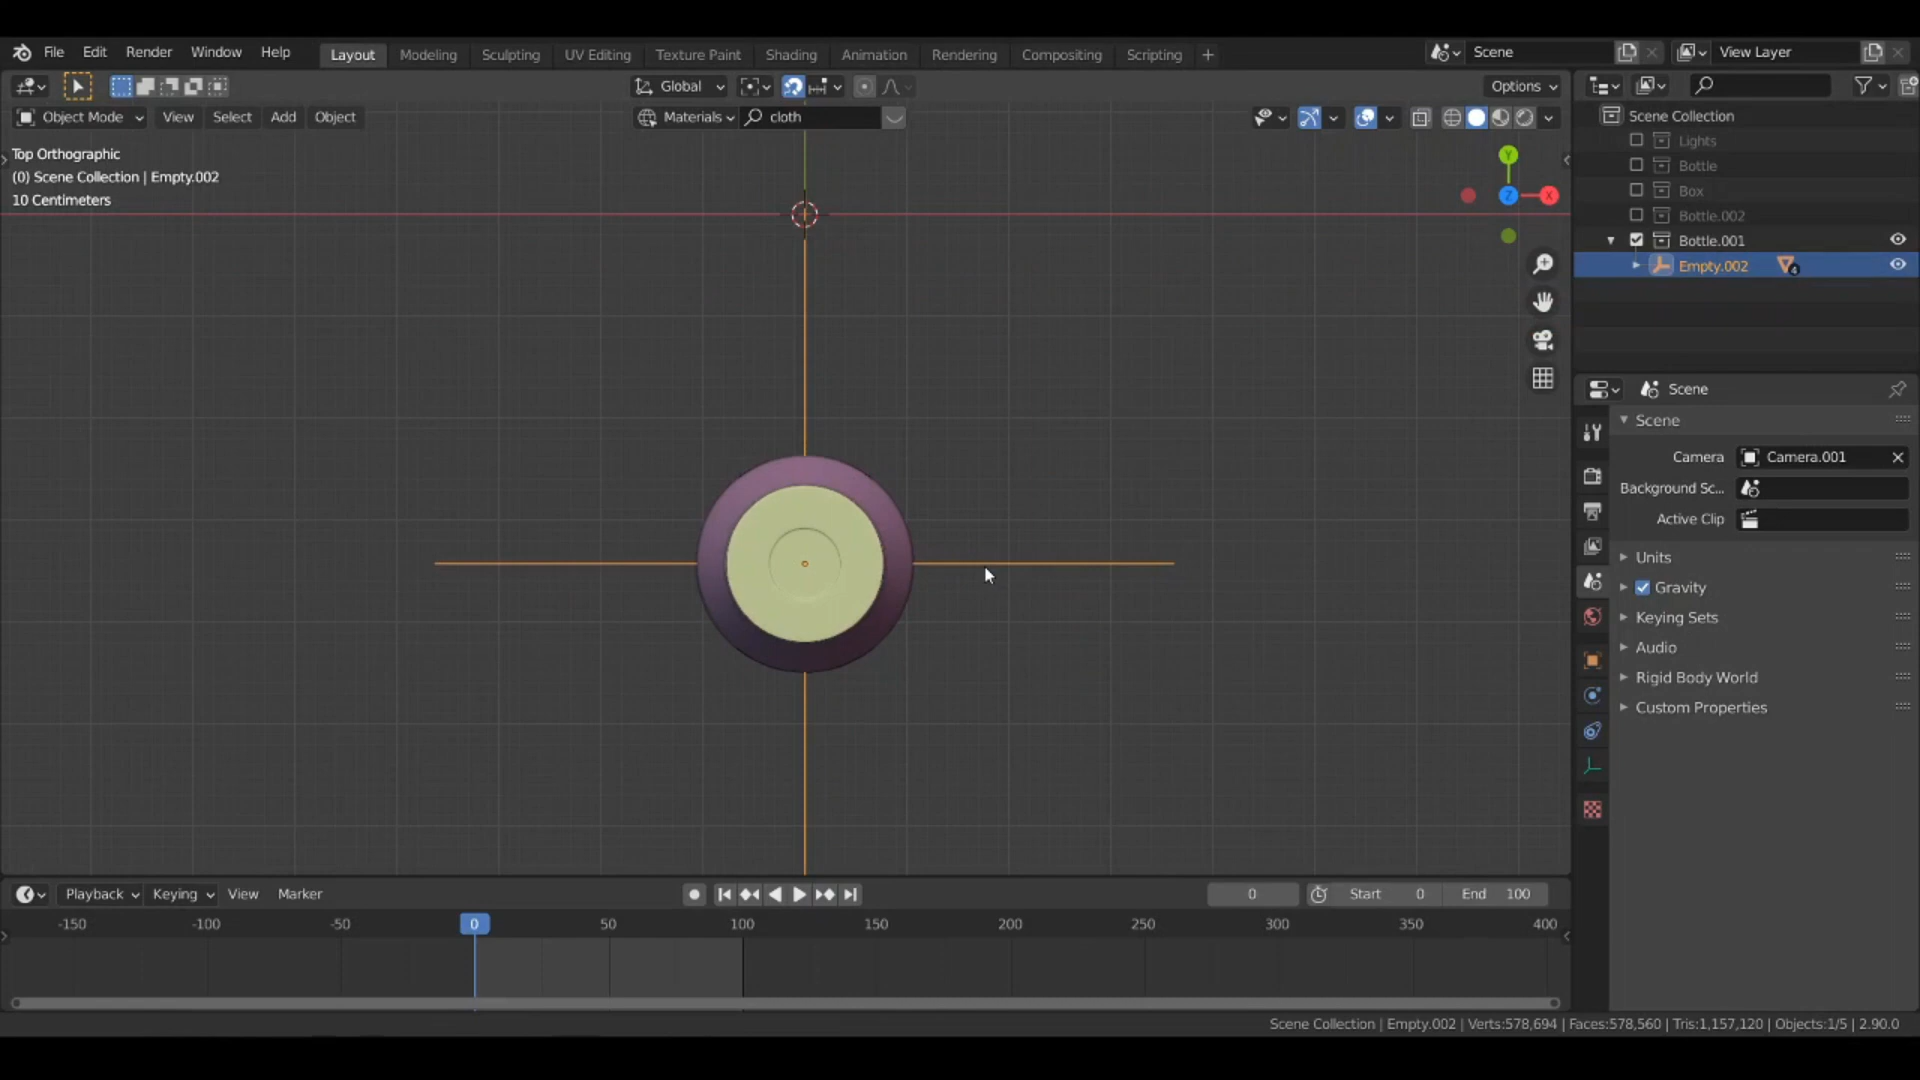 File Edit Render Window Help Layout Modeling Sculpting UV Editing Texture Paint Shading Animation Rendering Compositing Scripting + Scene View Layer
Global Options
Object Mode View Select Add Object Materials cloth
Top Orthographic
(0) Scene Collection | Empty.002
10 Centimeters
Y
X
Z
Scene Collection
Lights
Bottle
Box
Bottle.002
Bottle.001
Empty.002 4
Scene
Scene
Camera Camera.001
Background Sc...
Active Clip
Units
Gravity
Keying Sets
Audio
Rigid Body World
Custom Properties
Playback Keying View Marker 0 Start 0 End 100
-150 -100 -50 0 50 100 150 200 250 300 350 400
Scene Collection | Empty.002 | Verts:578,694 | Faces:578,560 | Tris:1,157,120 | Objects:1/5 | 2.90.0